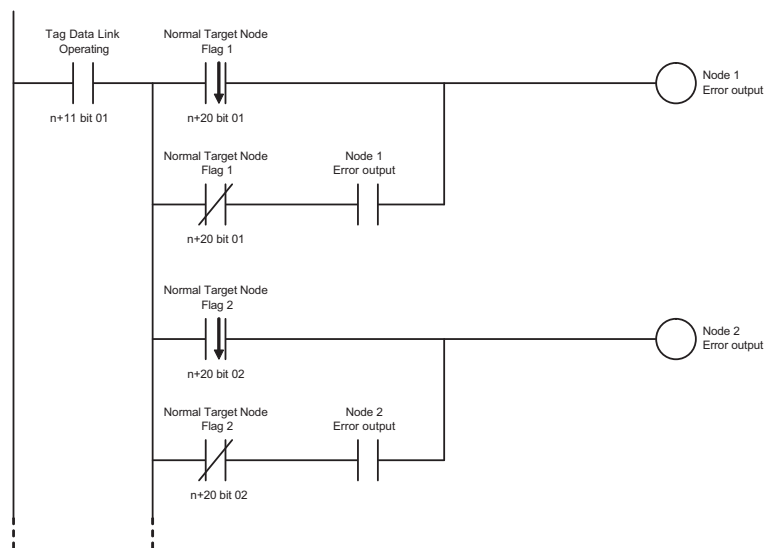 Tag Data Link
Operating
n+11 bit 01
Normal Target Node
Flag 1
n+20 bit 01
Node 1
Error output
Normal Target Node
Flag 1
n+20 bit 01
Node 1
Error output
Normal Target Node
Flag 2
n+20 bit 02
Node 2
Error output
Normal Target Node
Flag 2
n+20 bit 02
Node 2
Error output